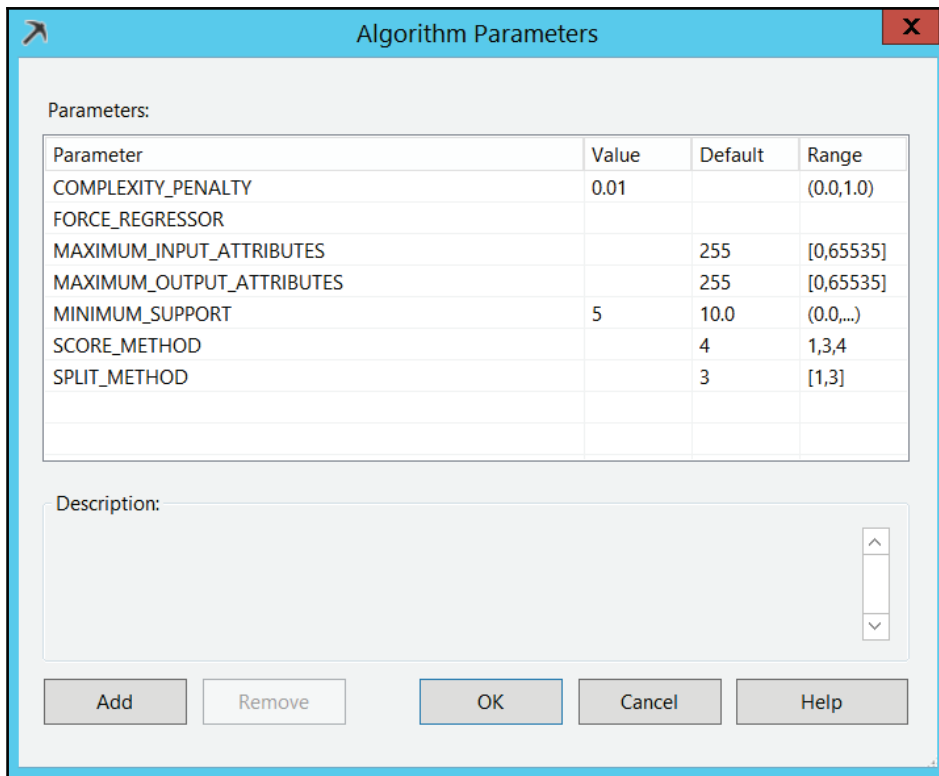 Algorithm Parameters
X
Parameters:
Parameter Value Default Range
COMPLEXITY_PENALTY 0.01 (0.0,1.0)
FORCE_REGRESSOR
MAXIMUM_INPUT_ATTRIBUTES 255 [0,65535]
MAXIMUM_OUTPUT_ATTRIBUTES 255 [0,65535]
MINIMUM_SUPPORT 5 10.0 (0.0,...)
SCORE_METHOD 4 1,3,4
SPLIT_METHOD 3 [1,3]
Description:
Add Remove OK Cancel Help